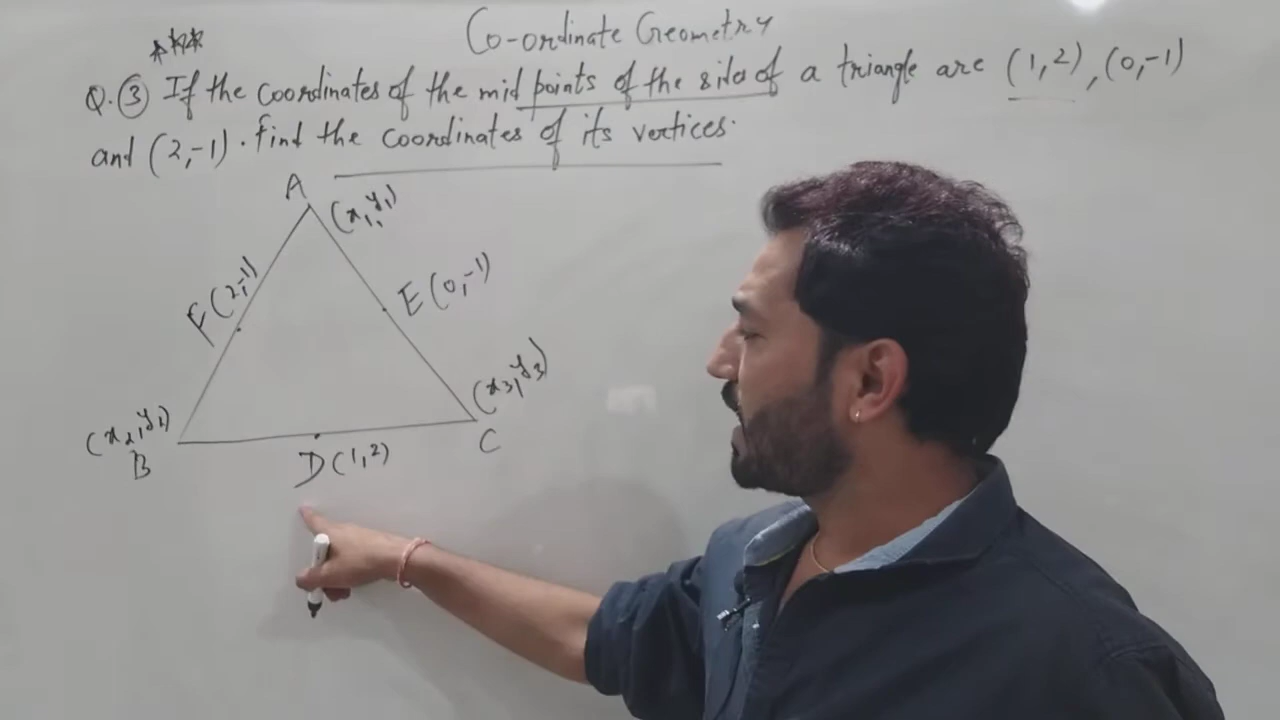 Co-ordinate Geometry
***
Q.③ If the coordinates of the mid points of the sides of a triangle are (1,2), (0,-1)
and (2,-1). find the coordinates of its vertices.
A
(x₁, y₁)
F(2,-1)
E(0,-1)
(x₂, y₂)
B
D(1,2)
(x₃, y₃)
C